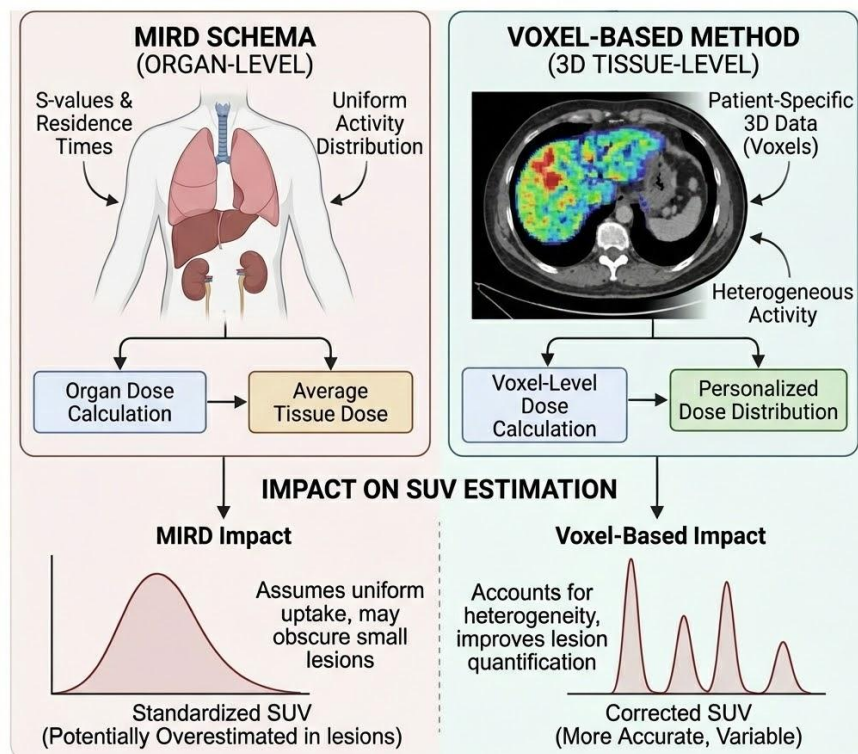 MIRD SCHEMA
(ORGAN-LEVEL)
S-values &
Residence
Times
Uniform
Activity
Distribution
Organ Dose
Calculation
Average
Tissue Dose
VOXEL-BASED METHOD
(3D TISSUE-LEVEL)
Patient-Specific
3D Data
(Voxels)
Heterogeneous
Activity
Voxel-Level
Dose
Calculation
Personalized
Dose Distribution
IMPACT ON SUV ESTIMATION
MIRD Impact
Assumes uniform
uptake, may
obscure small
lesions
Standardized SUV
(Potentially Overestimated in lesions)
Voxel-Based Impact
Accounts for
heterogeneity,
improves lesion
quantification
Corrected SUV
(More Accurate, Variable)